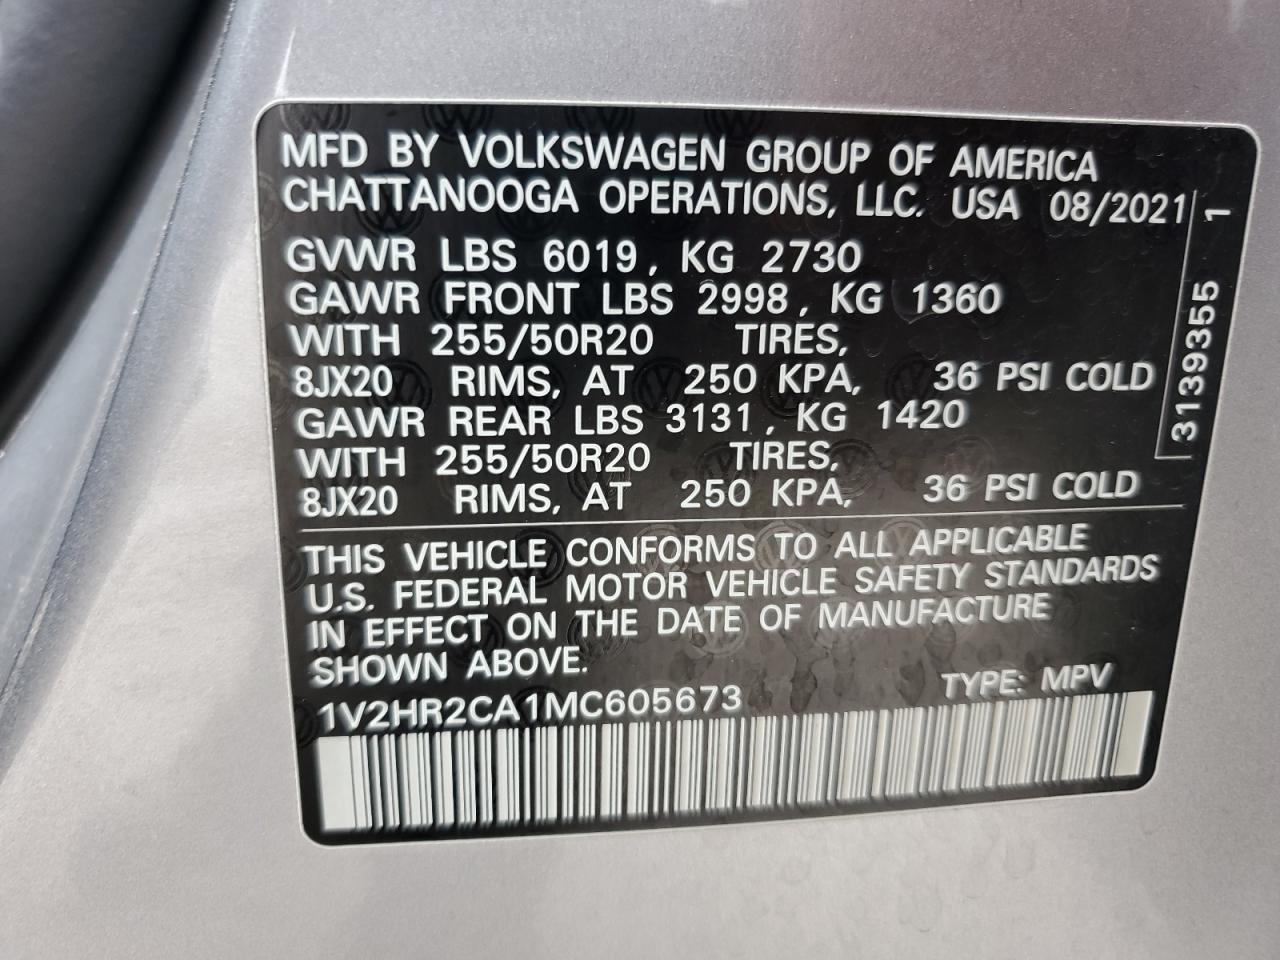 MFD BY VOLKSWAGEN GROUP OF AMERICA
CHATTANOOGA OPERATIONS, LLC. USA 08/2021
GVWR LBS 6019, KG 2730
GAWR FRONT LBS 2998, KG 1360
WITH 255/50R20 TIRES,
8JX20 RIMS, AT 250 KPA, 36 PSI COLD
GAWR REAR LBS 3131, KG 1420
WITH 255/50R20 TIRES,
8JX20 RIMS, AT 250 KPA, 36 PSI COLD
3139355 1
THIS VEHICLE CONFORMS TO ALL APPLICABLE
U.S. FEDERAL MOTOR VEHICLE SAFETY STANDARDS
IN EFFECT ON THE DATE OF MANUFACTURE
SHOWN ABOVE.
1V2HR2CA1MC605673 TYPE: MPV